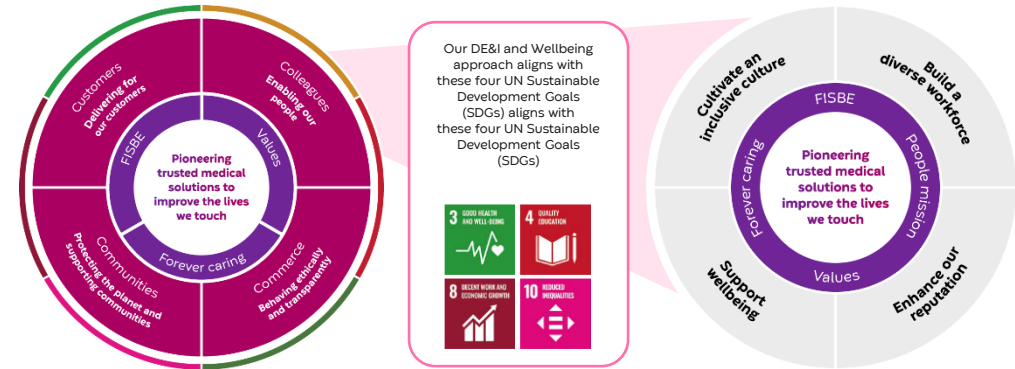 Customers
Delivering for
our customers
Colleagues
Enabling our
people
FISBE
Values
Pioneering
trusted medical
solutions to
improve the lives
we touch
Forever caring
Communities
Protecting the planet and
supporting communities
Commerce
Behaving ethically
and transparently
Our DE&I and Wellbeing
approach aligns with
these four UN Sustainable
Development Goals
(SDGs) aligns with
these four UN Sustainable
Development Goals
(SDGs)
3 GOOD HEALTH
AND WELL-BEING
4 QUALITY
EDUCATION
8 DECENT WORK AND
ECONOMIC GROWTH
10 REDUCED
INEQUALITIES
Cultivate an
inclusive culture
Build a
diverse workforce
FISBE
Forever caring
People mission
Pioneering
trusted medical
solutions to
improve the lives
we touch
Values
Support
wellbeing
Enhance our
reputation